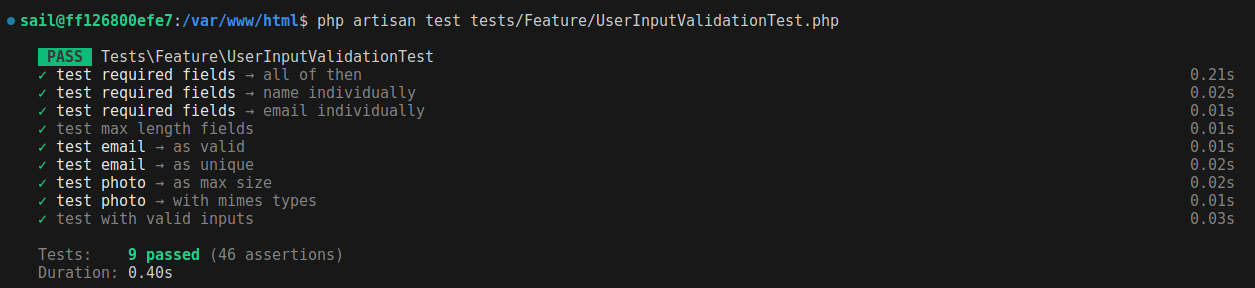 sail@ff126800efe7:/var/www/html$ php artisan test tests/Feature/UserInputValidationTest.php
PASS Tests\Feature\UserInputValidationTest
✓ test required fields → all of then 0.21s
✓ test required fields → name individually 0.02s
✓ test required fields → email individually 0.01s
✓ test max length fields 0.01s
✓ test email → as valid 0.01s
✓ test email → as unique 0.02s
✓ test photo → as max size 0.02s
✓ test photo → with mimes types 0.01s
✓ test with valid inputs 0.03s
Tests: 9 passed (46 assertions)
Duration: 0.40s